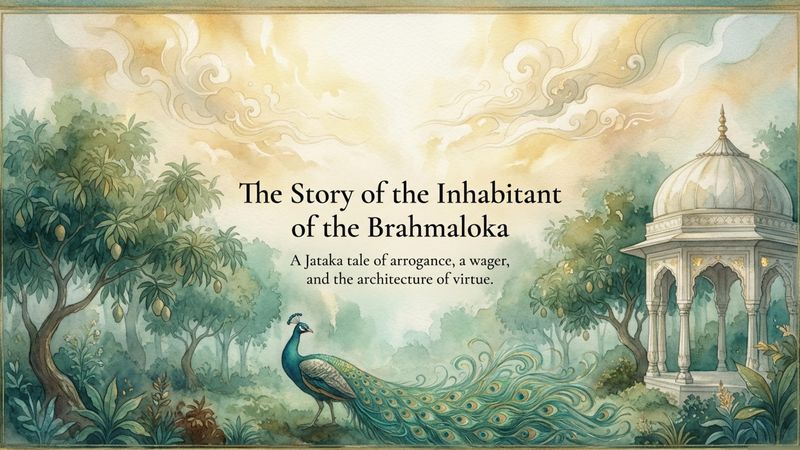 The Story of the Inhabitant
of the Brahmaloka
A Jataka tale of arrogance, a wager,
and the architecture of virtue.